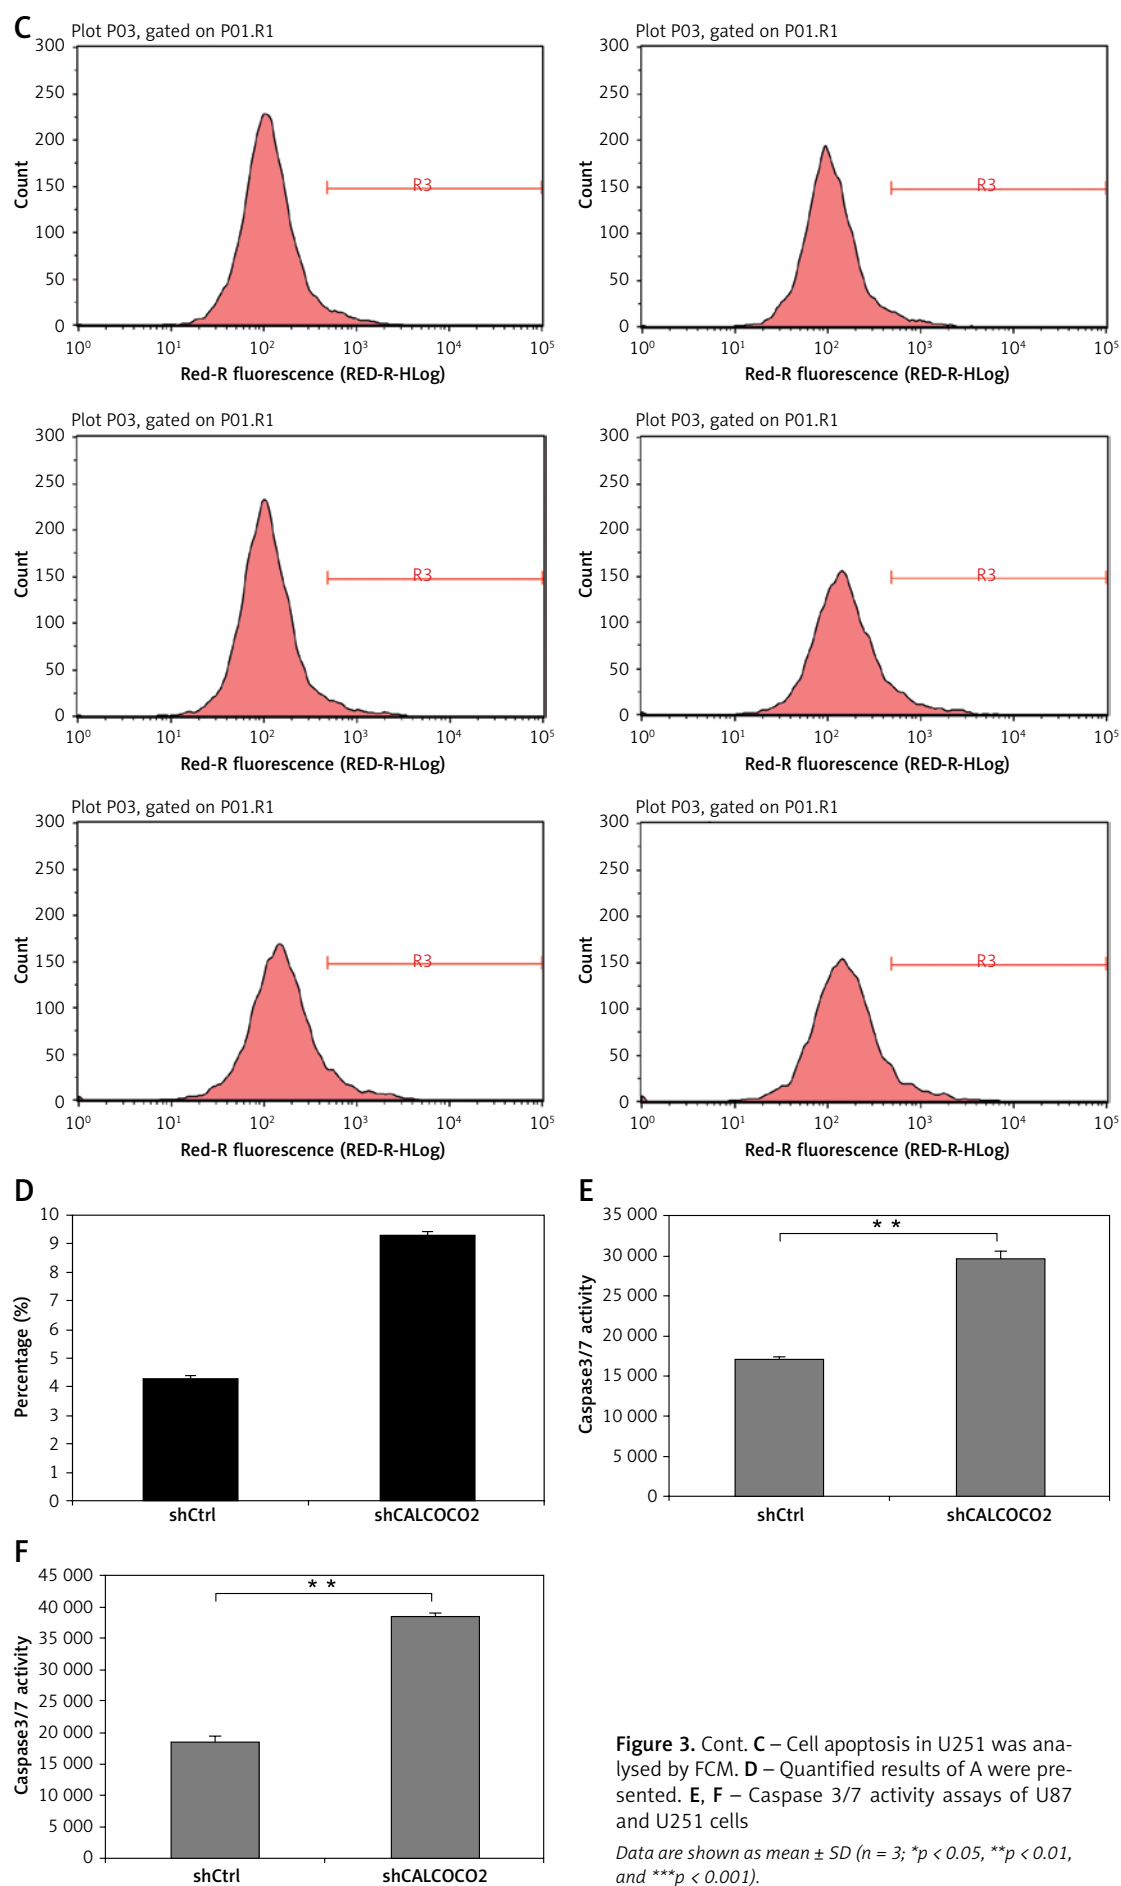 C
Plot P03, gated on P01.R1
300
250
200
150
100
50
0
Count
R3
10⁰ 10¹ 10² 10³ 10⁴ 10⁵
Red-R fluorescence (RED-R-HLog)
Plot P03, gated on P01.R1
300
250
200
150
100
50
0
Count
R3
10⁰ 10¹ 10² 10³ 10⁴ 10⁵
Red-R fluorescence (RED-R-HLog)
Plot P03, gated on P01.R1
300
250
200
150
100
50
0
Count
R3
10⁰ 10¹ 10² 10³ 10⁴ 10⁵
Red-R fluorescence (RED-R-HLog)
Plot P03, gated on P01.R1
300
250
200
150
100
50
0
Count
R3
10⁰ 10¹ 10² 10³ 10⁴ 10⁵
Red-R fluorescence (RED-R-HLog)
Plot P03, gated on P01.R1
300
250
200
150
100
50
0
Count
R3
10⁰ 10¹ 10² 10³ 10⁴ 10⁵
Red-R fluorescence (RED-R-HLog)
Plot P03, gated on P01.R1
300
250
200
150
100
50
0
Count
R3
10⁰ 10¹ 10² 10³ 10⁴ 10⁵
Red-R fluorescence (RED-R-HLog)
D
10
9
8
7
6
5
4
3
2
1
0
Percentage (%)
shCtrl shCALCOCO2
E
35 000
30 000
25 000
20 000
15 000
10 000
5 000
0
Caspase3/7 activity
* *
shCtrl shCALCOCO2
F
45 000
40 000
35 000
30 000
25 000
20 000
15 000
10 000
5 000
0
Caspase3/7 activity
* *
shCtrl shCALCOCO2
Figure 3. Cont. C – Cell apoptosis in U251 was ana-
lysed by FCM. D – Quantified results of A were pre-
sented. E, F – Caspase 3/7 activity assays of U87
and U251 cells
Data are shown as mean ± SD (n = 3; *p < 0.05, **p < 0.01,
and ***p < 0.001).